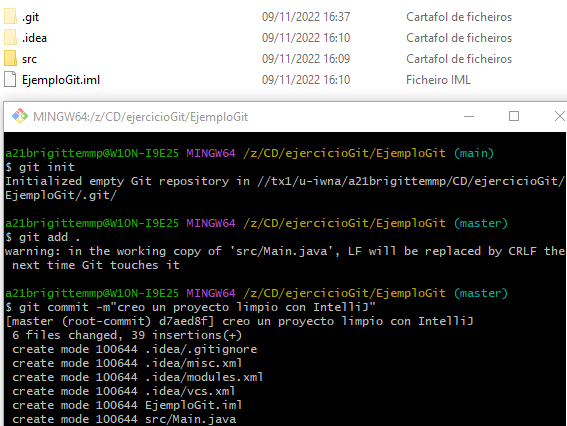 .git 09/11/2022 16:37 Cartafol de ficheiros
.idea 09/11/2022 16:10 Cartafol de ficheiros
src 09/11/2022 16:09 Cartafol de ficheiros
EjemploGit.iml 09/11/2022 16:10 Ficheiro IML
MINGW64:/z/CD/ejercicioGit/EjemploGit
a21brigittemmp@W10N-I9E25 MINGW64 /z/CD/ejercicioGit/EjemploGit (main)
$ git init
Initialized empty Git repository in //tx1/u-iwna/a21brigittemmp/CD/ejercicioGit/
EjemploGit/.git/
a21brigittemmp@W10N-I9E25 MINGW64 /z/CD/ejercicioGit/EjemploGit (master)
$ git add .
warning: in the working copy of 'src/Main.java', LF will be replaced by CRLF the
 next time Git touches it
a21brigittemmp@W10N-I9E25 MINGW64 /z/CD/ejercicioGit/EjemploGit (master)
$ git commit -m"creo un proyecto limpio con IntelliJ"
[master (root-commit) d7aed8f] creo un proyecto limpio con IntelliJ
 6 files changed, 39 insertions(+)
 create mode 100644 .idea/.gitignore
 create mode 100644 .idea/misc.xml
 create mode 100644 .idea/modules.xml
 create mode 100644 .idea/vcs.xml
 create mode 100644 EjemploGit.iml
 create mode 100644 src/Main.java